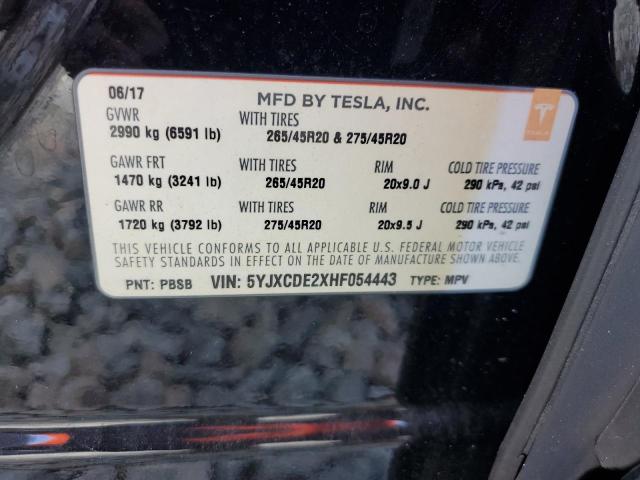 06/17 MFD BY TESLA, INC.
GVWR WITH TIRES
2990 kg (6591 lb) 265/45R20 & 275/45R20
GAWR FRT WITH TIRES RIM COLD TIRE PRESSURE
1470 kg (3241 lb) 265/45R20 20x9.0 J 290 kPa, 42 psi
GAWR RR WITH TIRES RIM COLD TIRE PRESSURE
1720 kg (3792 lb) 275/45R20 20x9.5 J 290 kPa, 42 psi
THIS VEHICLE CONFORMS TO ALL APPLICABLE U.S. FEDERAL MOTOR VEHICLE
SAFETY STANDARDS IN EFFECT ON THE DATE OF MANUFACTURE SHOWN ABOVE.
PNT: PBSB VIN: 5YJXCDE2XHF054443 TYPE: MPV
TESLA